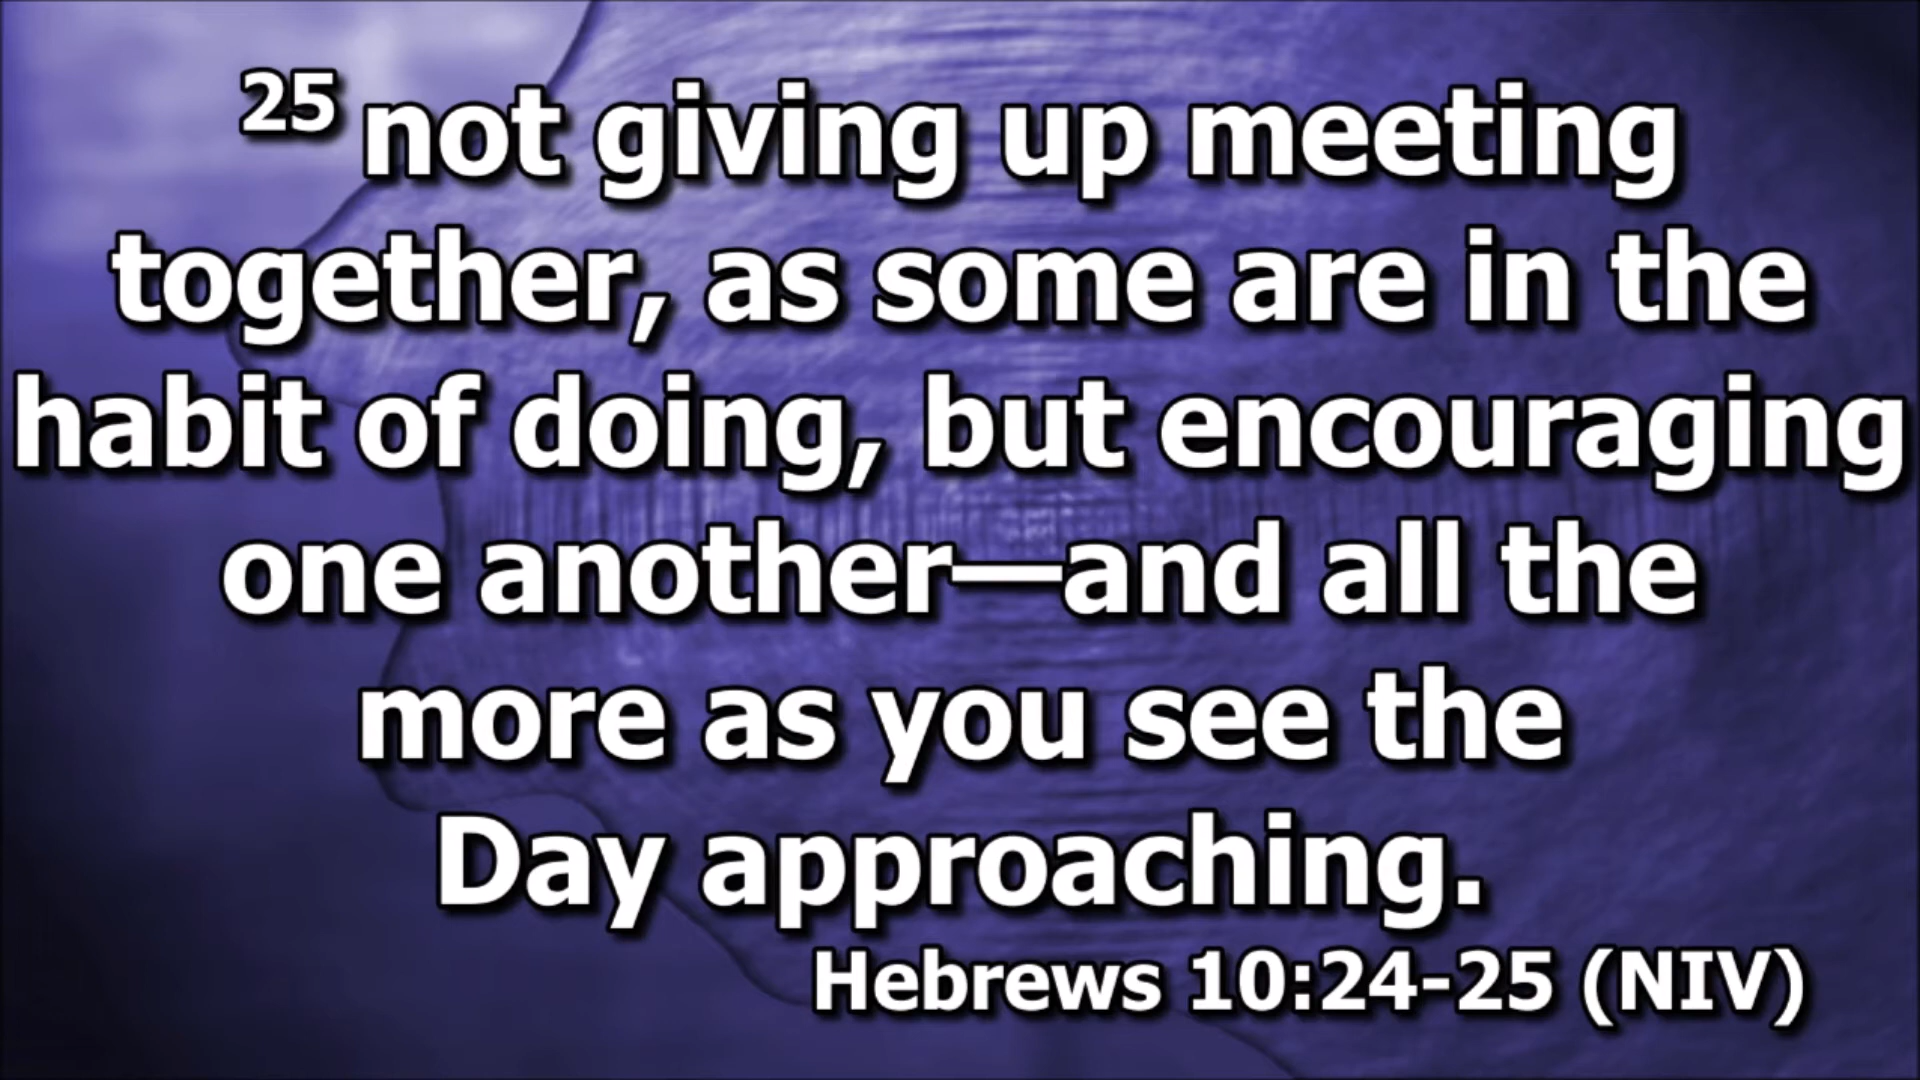 25 not giving up meeting
together, as some are in the
habit of doing, but encouraging
one another—and all the
more as you see the
Day approaching.
Hebrews 10:24-25 (NIV)